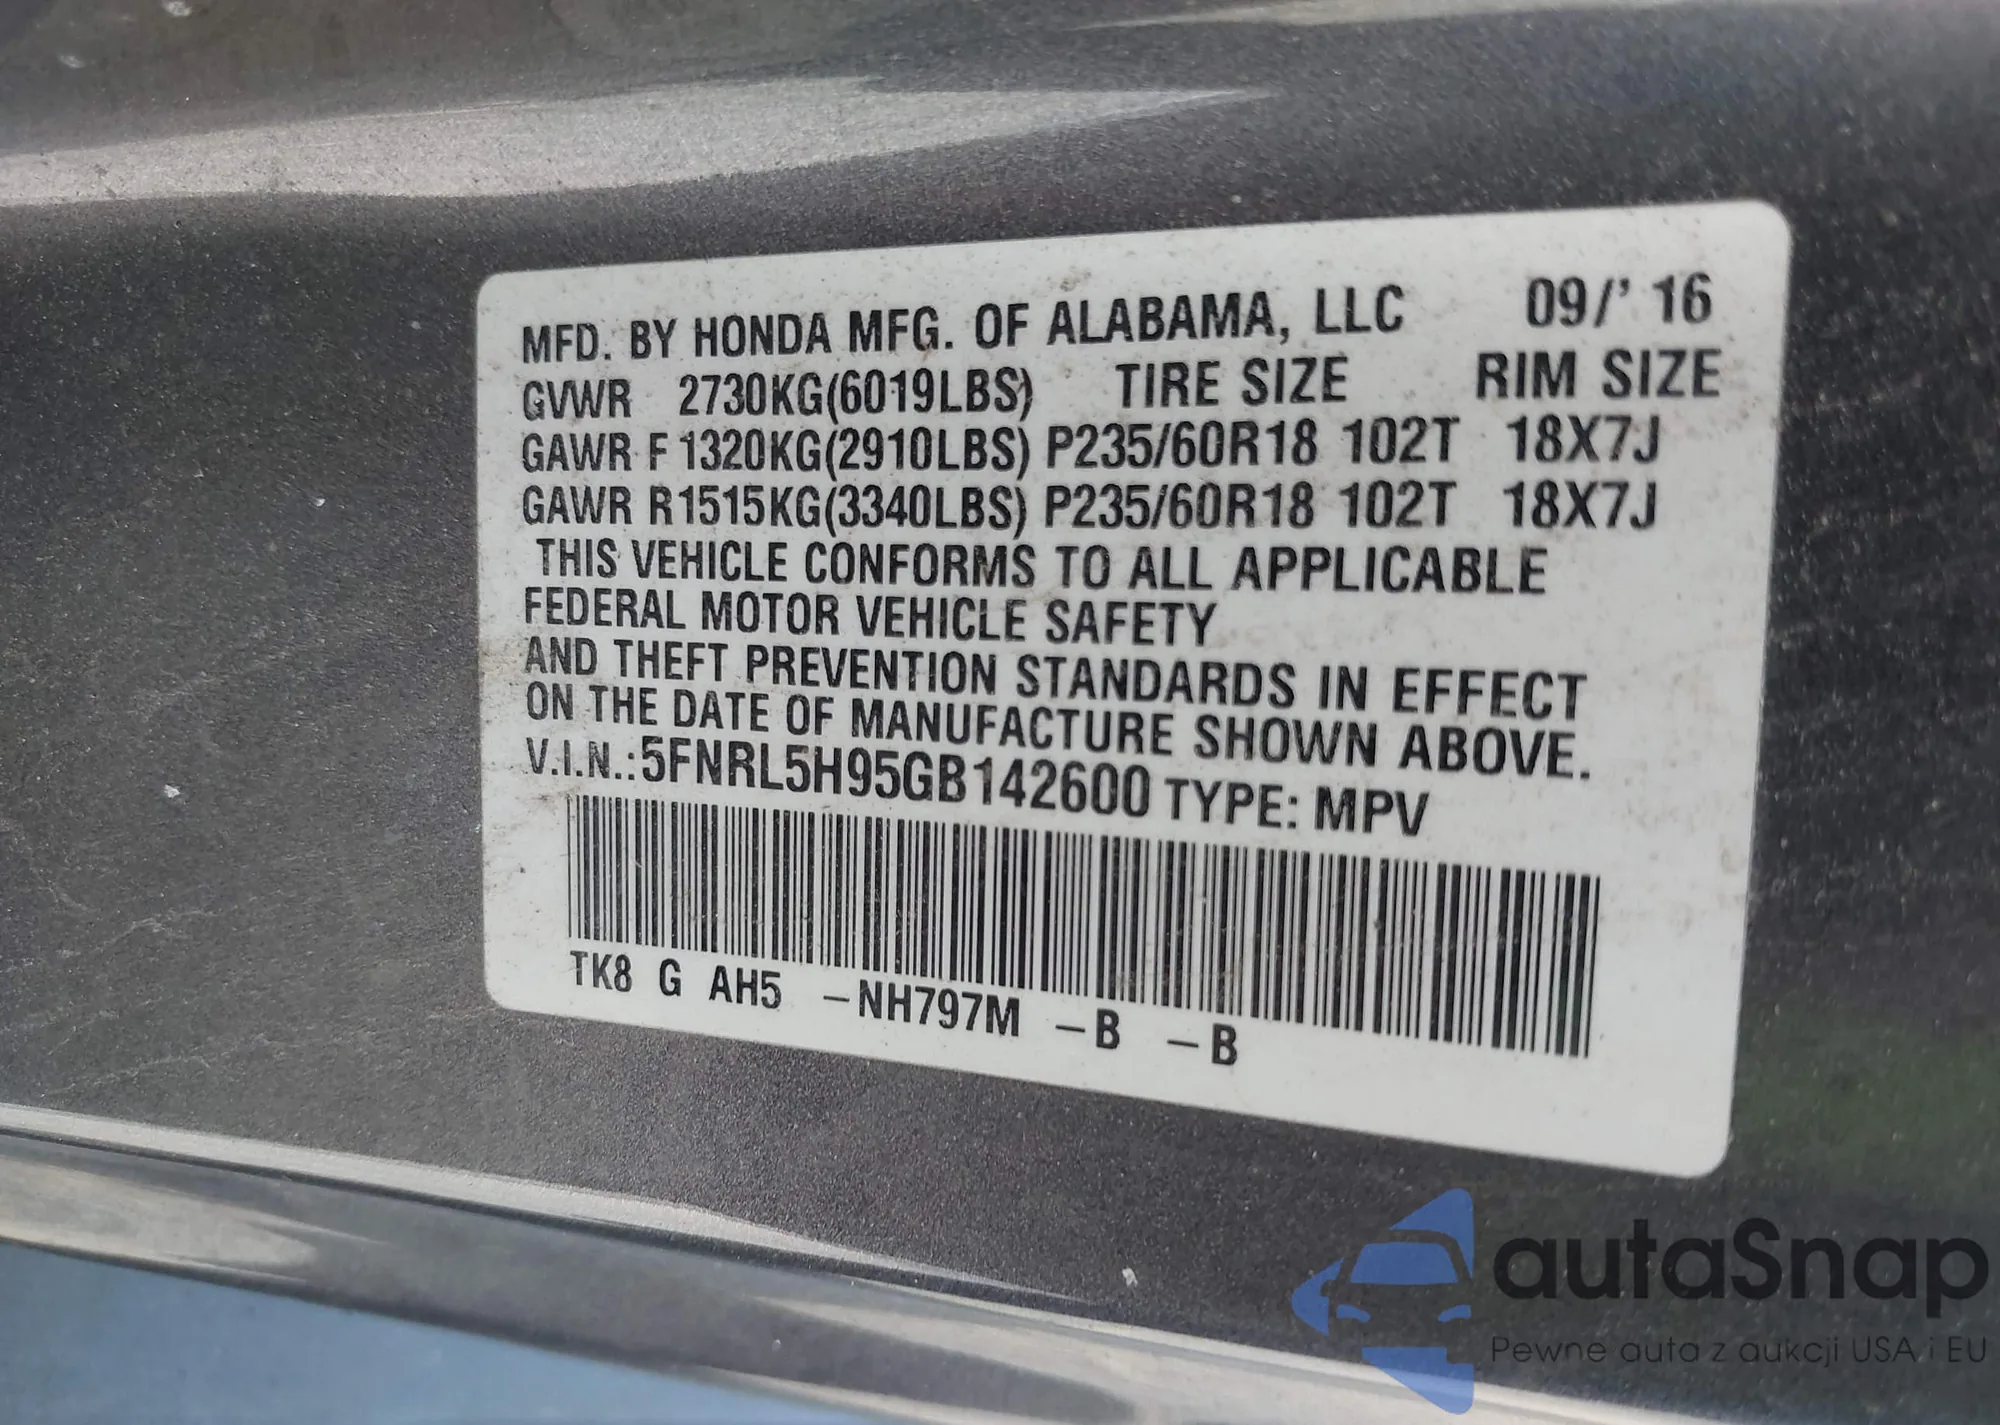 MFD. BY HONDA MFG. OF ALABAMA, LLC 09/' 16
GVWR 2730KG(6019LBS) TIRE SIZE RIM SIZE
GAWR F 1320KG(2910LBS) P235/60R18 102T 18X7J
GAWR R1515KG(3340LBS) P235/60R18 102T 18X7J
THIS VEHICLE CONFORMS TO ALL APPLICABLE
FEDERAL MOTOR VEHICLE SAFETY
AND THEFT PREVENTION STANDARDS IN EFFECT
ON THE DATE OF MANUFACTURE SHOWN ABOVE.
V.I.N.:5FNRL5H95GB142600 TYPE: MPV
TK8 G AH5 -NH797M -B -B
autaSnap
Pewne auta z aukcji USA i EU